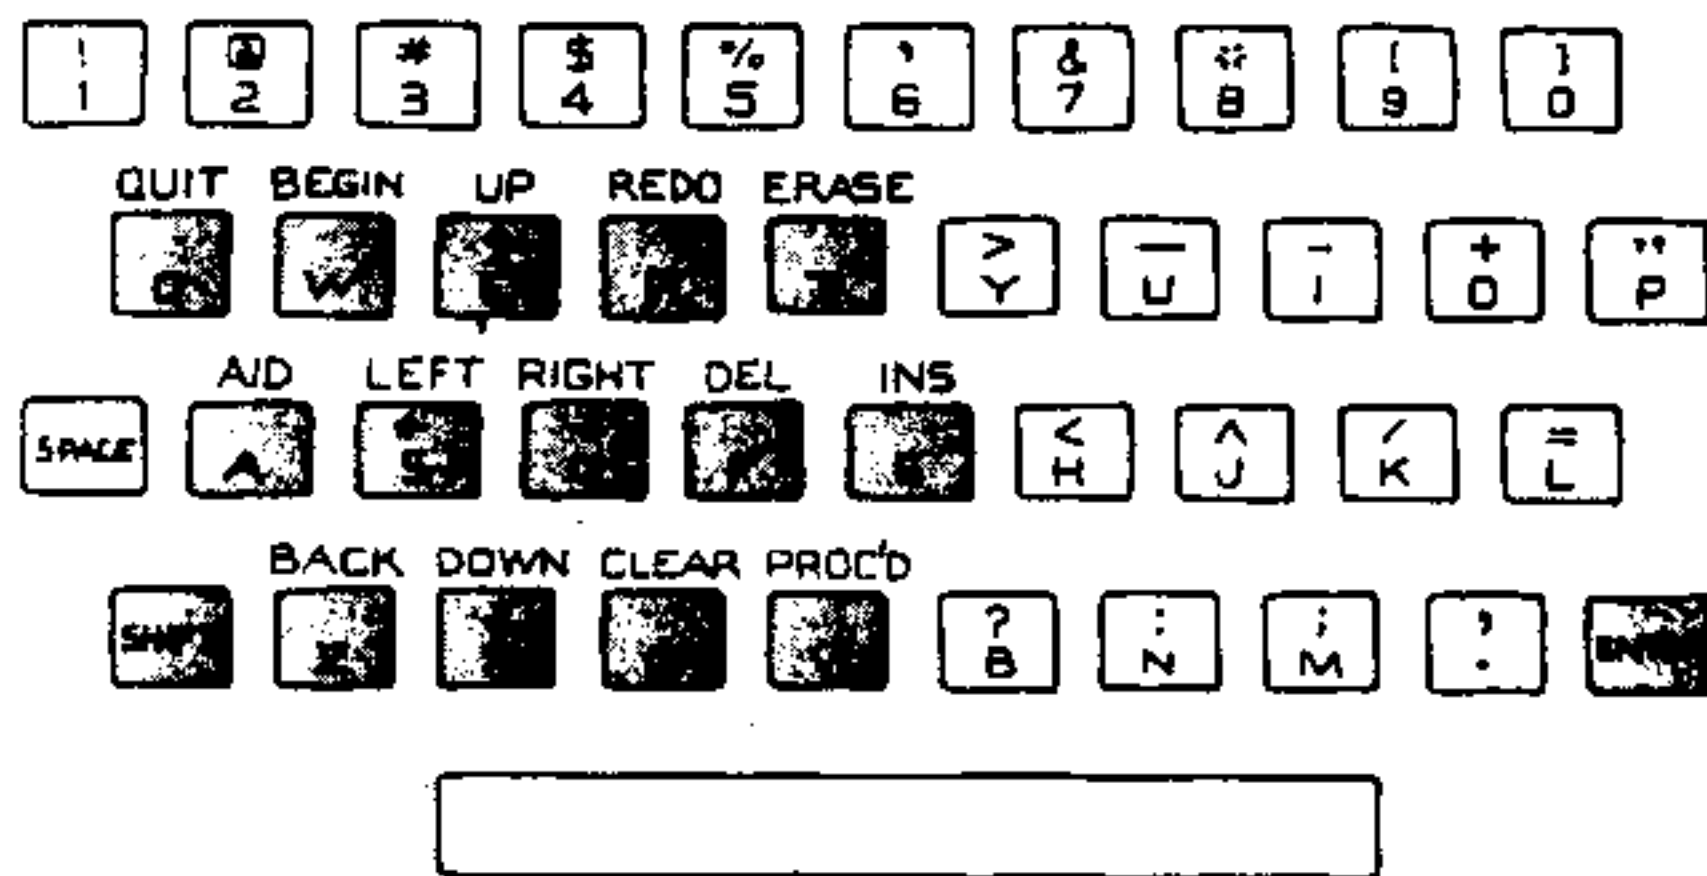 ! @ # $ % ' & * ( )
1 2 3 4 5 6 7 8 9 0
QUIT BEGIN UP REDO ERASE
> — → + "
Q W Y U I O P
AID LEFT RIGHT DEL INS
< ^ / =
SPACE A S H J K L
BACK DOWN CLEAR PROC'D
? : ; ,
B N M .